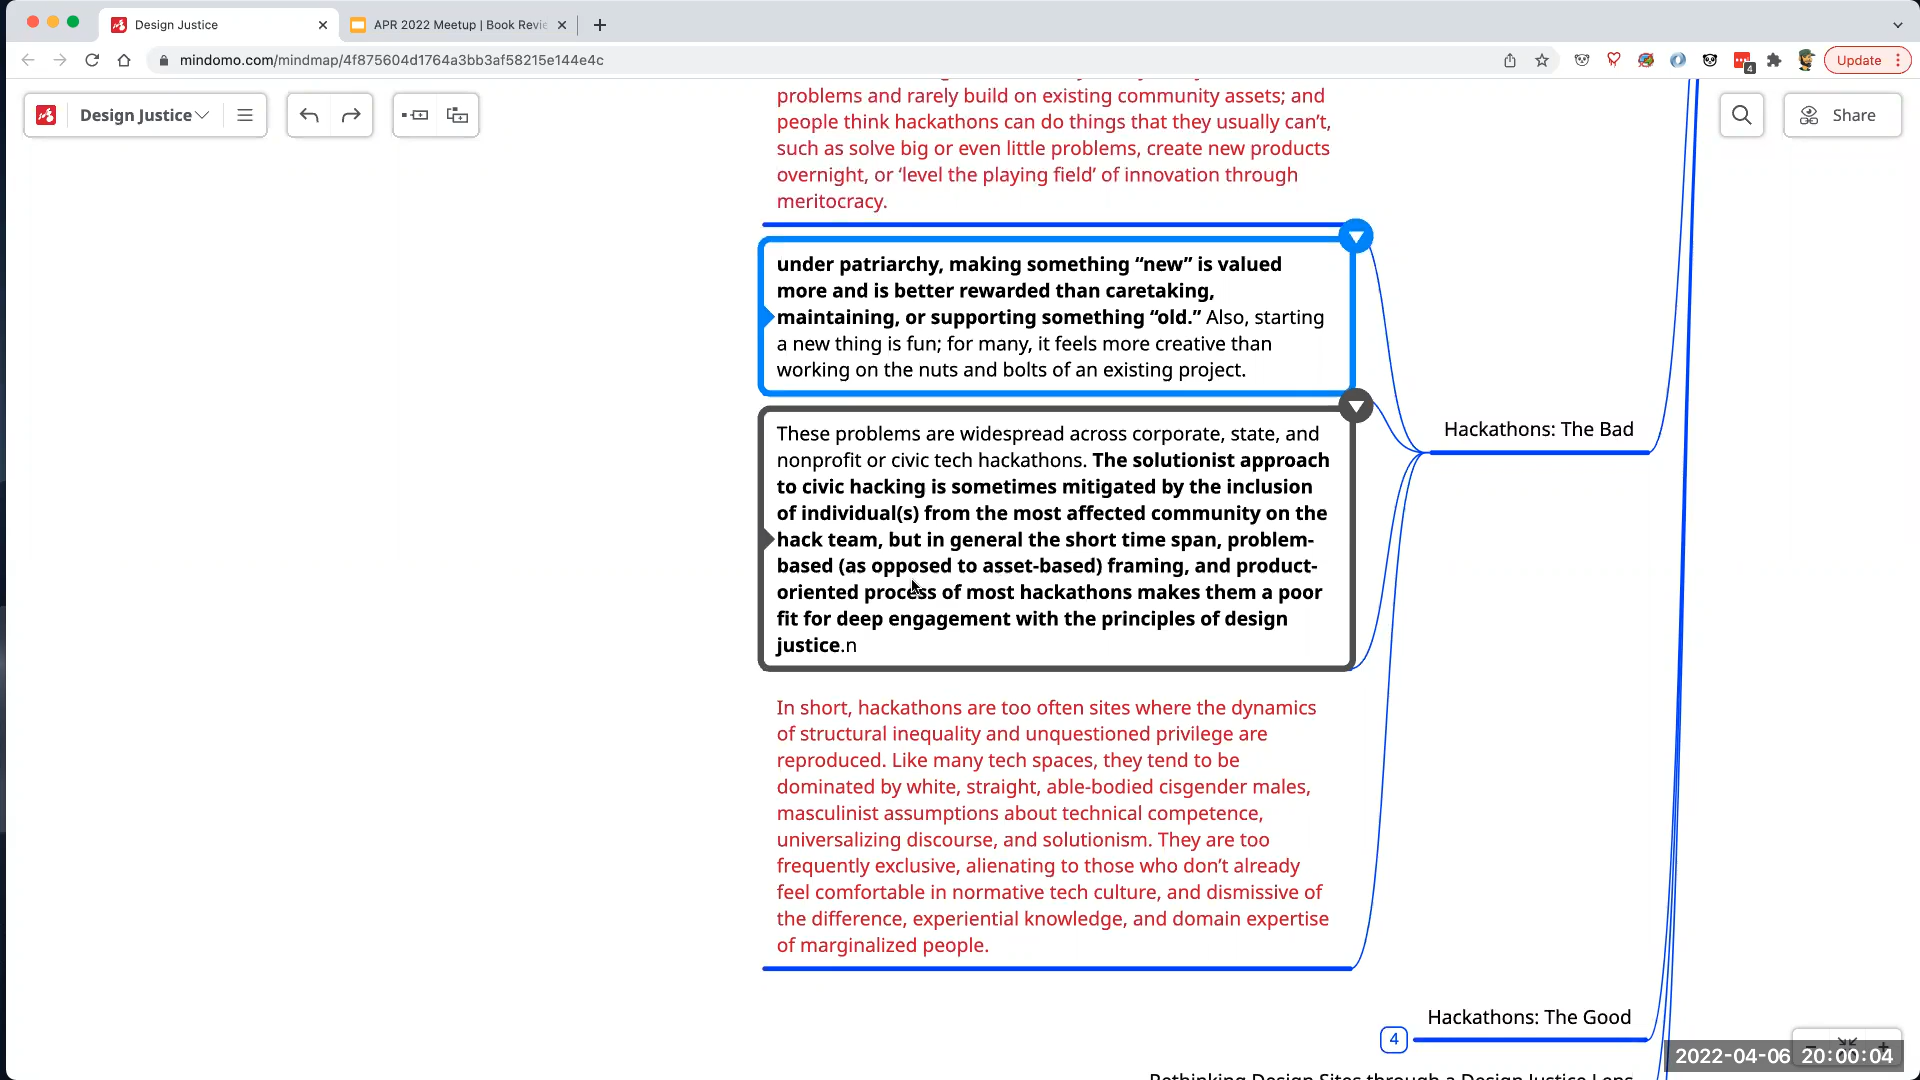 Design Justice
APR 2022 Meetup | Book Revie
mindomo.com/mindmap/4f875604d1764a3bb3af58215e144e4c
4
Update
Design Justice
Share
problems and rarely build on existing community assets; and
people think hackathons can do things that they usually can’t,
such as solve big or even little problems, create new products
overnight, or ‘level the playing field’ of innovation through
meritocracy.
under patriarchy, making something “new” is valued
more and is better rewarded than caretaking,
maintaining, or supporting something “old.” Also, starting
a new thing is fun; for many, it feels more creative than
working on the nuts and bolts of an existing project.
These problems are widespread across corporate, state, and
nonprofit or civic tech hackathons. The solutionist approach
to civic hacking is sometimes mitigated by the inclusion
of individual(s) from the most affected community on the
hack team, but in general the short time span, problem-
based (as opposed to asset-based) framing, and product-
oriented process of most hackathons makes them a poor
fit for deep engagement with the principles of design
justice.n
Hackathons: The Bad
In short, hackathons are too often sites where the dynamics
of structural inequality and unquestioned privilege are
reproduced. Like many tech spaces, they tend to be
dominated by white, straight, able-bodied cisgender males,
masculinist assumptions about technical competence,
universalizing discourse, and solutionism. They are too
frequently exclusive, alienating to those who don’t already
feel comfortable in normative tech culture, and dismissive of
the difference, experiential knowledge, and domain expertise
of marginalized people.
Hackathons: The Good
4
2022-04-06 20:00:04
Rethinking Design Sites through a Design Justice Lens